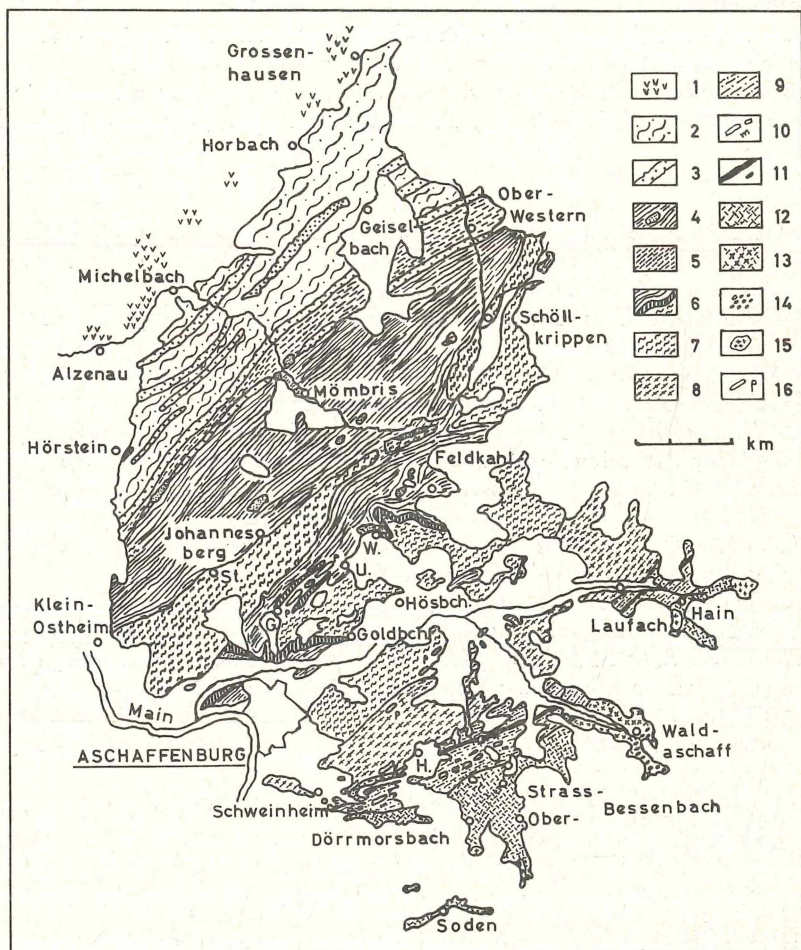 Grossen-
hausen
Horbach
Geisel-
bach
Ober-
Western
Michelbach
Schöll-
krippen
Alzenau
Mömbris
Hörstein
Feldkahl
Johannes
berg
W.
St.
U.
Klein-
Ostheim
G.
Hösbch.
Goldbch.
Laufach
Hain
Main
Wald-
aschaff
ASCHAFFENBURG
H.
Strass-
Schweinheim
Ober-
Bessenbach
Dörrmorsbach
Soden
P
P
1
2
3
4
5
6
7
8
9
10
11
12
13
14
15
P 16
km